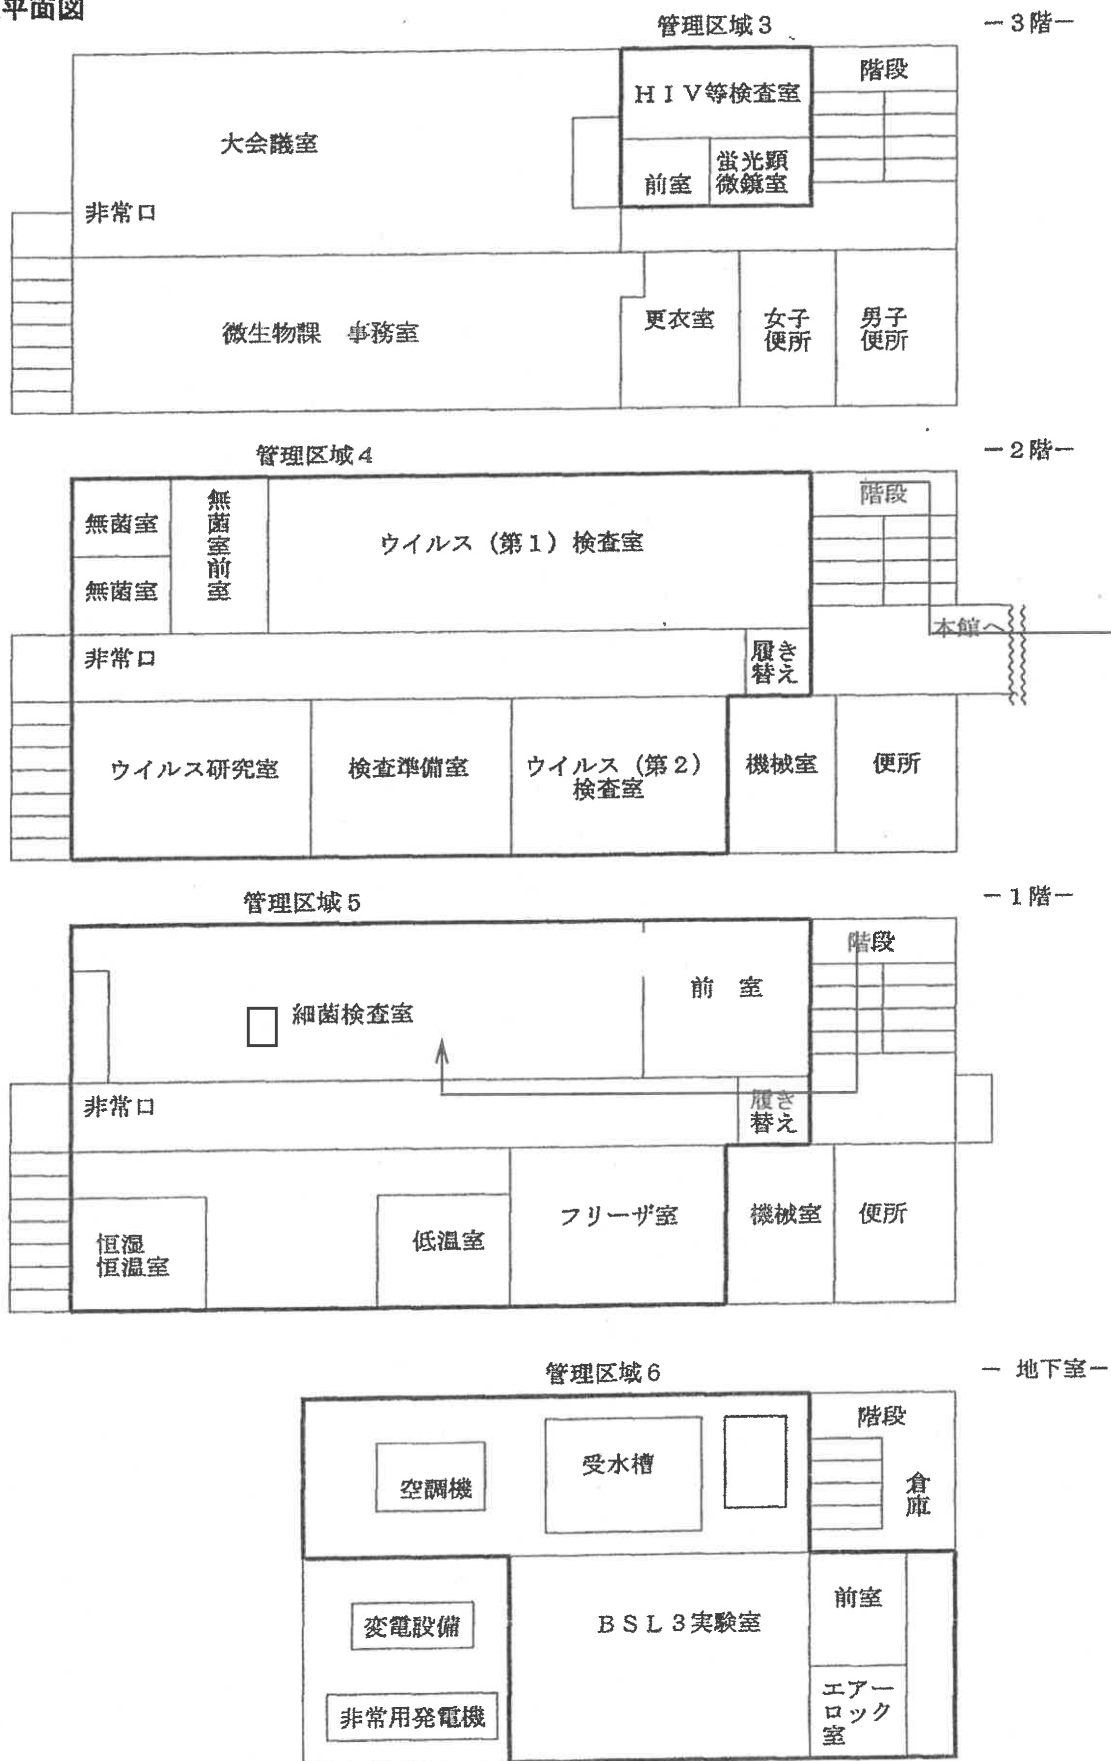 平面図
管理区域３
－３階－
階段
ＨＩＶ等検査室
大会議室
前室
蛍光顕
微鏡室
非常口
微生物課　事務室
更衣室
女子
便所
男子
便所
管理区域４
－２階－
階段
無菌室
無菌室
無菌室前室
ウイルス（第１）検査室
本館へ
非常口
履き
替え
ウイルス研究室
検査準備室
ウイルス（第２）
検査室
機械室
便所
管理区域５
－１階－
階段
細菌検査室
前　室
非常口
履き
替え
恒湿
恒温室
低温室
フリーザ室
機械室
便所
管理区域６
－ 地下室－
階段
空調機
受水槽
倉庫
変電設備
ＢＳＬ３実験室
前室
非常用発電機
エアー
ロック
室